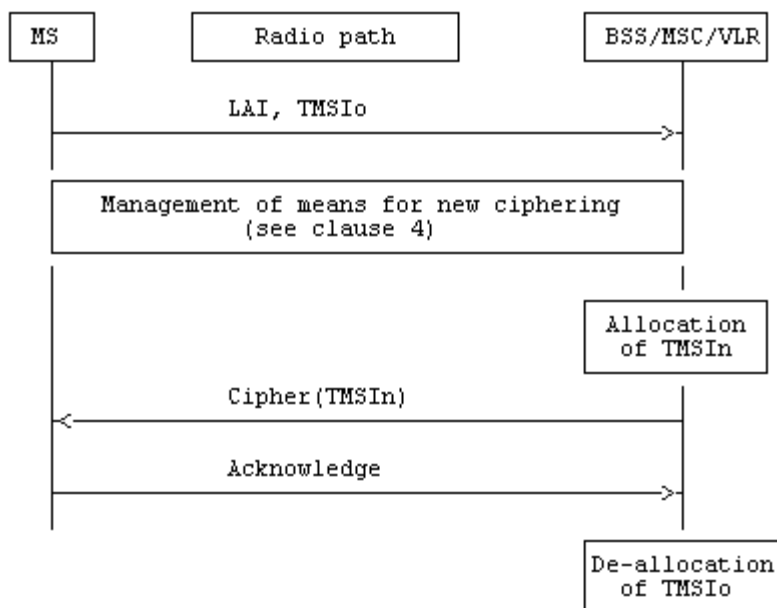 MS
Radio path
BSS/MSC/VLR
LAI, TMSIo
Management of means for new ciphering
(see clause 4)
Allocation
of TMSIn
Cipher(TMSIn)
Acknowledge
De-allocation
of TMSIo